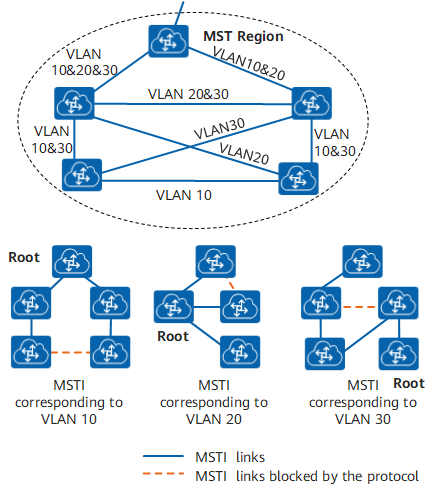 MST Region
VLAN
10&20&30
VLAN10&20
VLAN 20&30
VLAN
10&30
VLAN30
VLAN20
VLAN
10&30
VLAN 10
Root
Root
Root
MSTI
corresponding to
VLAN 10
MSTI
corresponding to
VLAN 20
MSTI
corresponding to
VLAN 30
MSTI links
MSTI links blocked by the protocol